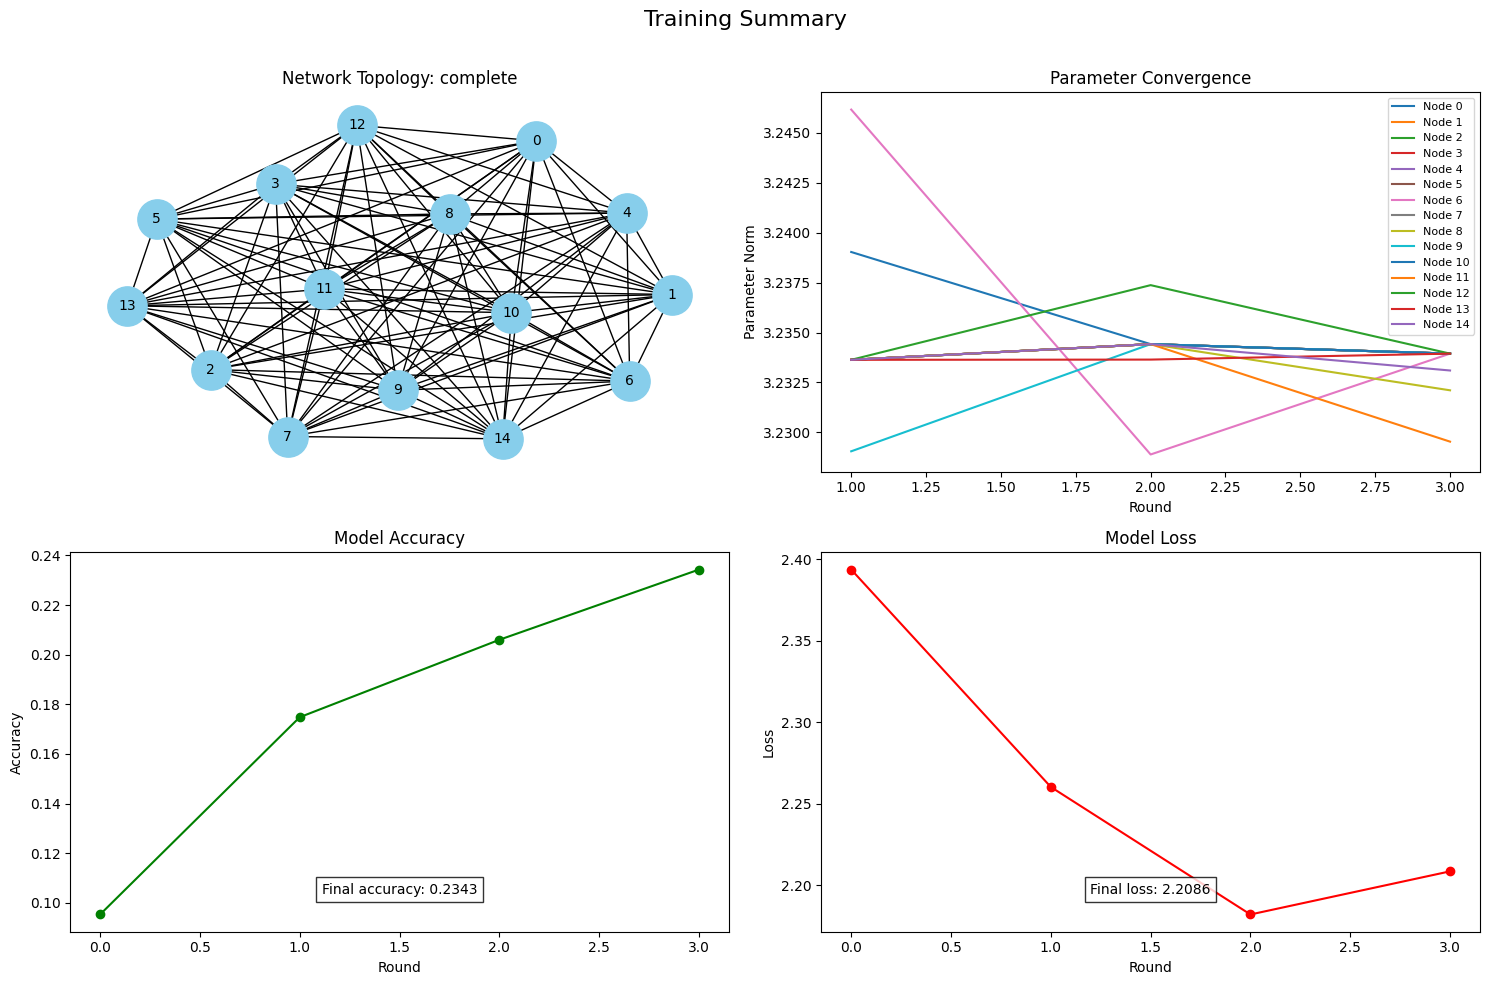 Training Summary
Network Topology: complete
12
0
3
8
4
5
11
1
13
10
2
9
6
7
14
Parameter Convergence
Parameter Norm
3.2450
3.2425
3.2400
3.2375
3.2350
3.2325
3.2300
Node 0
Node 1
Node 2
Node 3
Node 4
Node 5
Node 6
Node 7
Node 8
Node 9
Node 10
Node 11
Node 12
Node 13
Node 14
1.00 1.25 1.50 1.75 2.00 2.25 2.50 2.75 3.00
Round
Model Accuracy
Accuracy
0.24
0.22
0.20
0.18
0.16
0.14
0.12
0.10
Final accuracy: 0.2343
0.0 0.5 1.0 1.5 2.0 2.5 3.0
Round
Model Loss
Loss
2.40
2.35
2.30
2.25
2.20
Final loss: 2.2086
0.0 0.5 1.0 1.5 2.0 2.5 3.0
Round